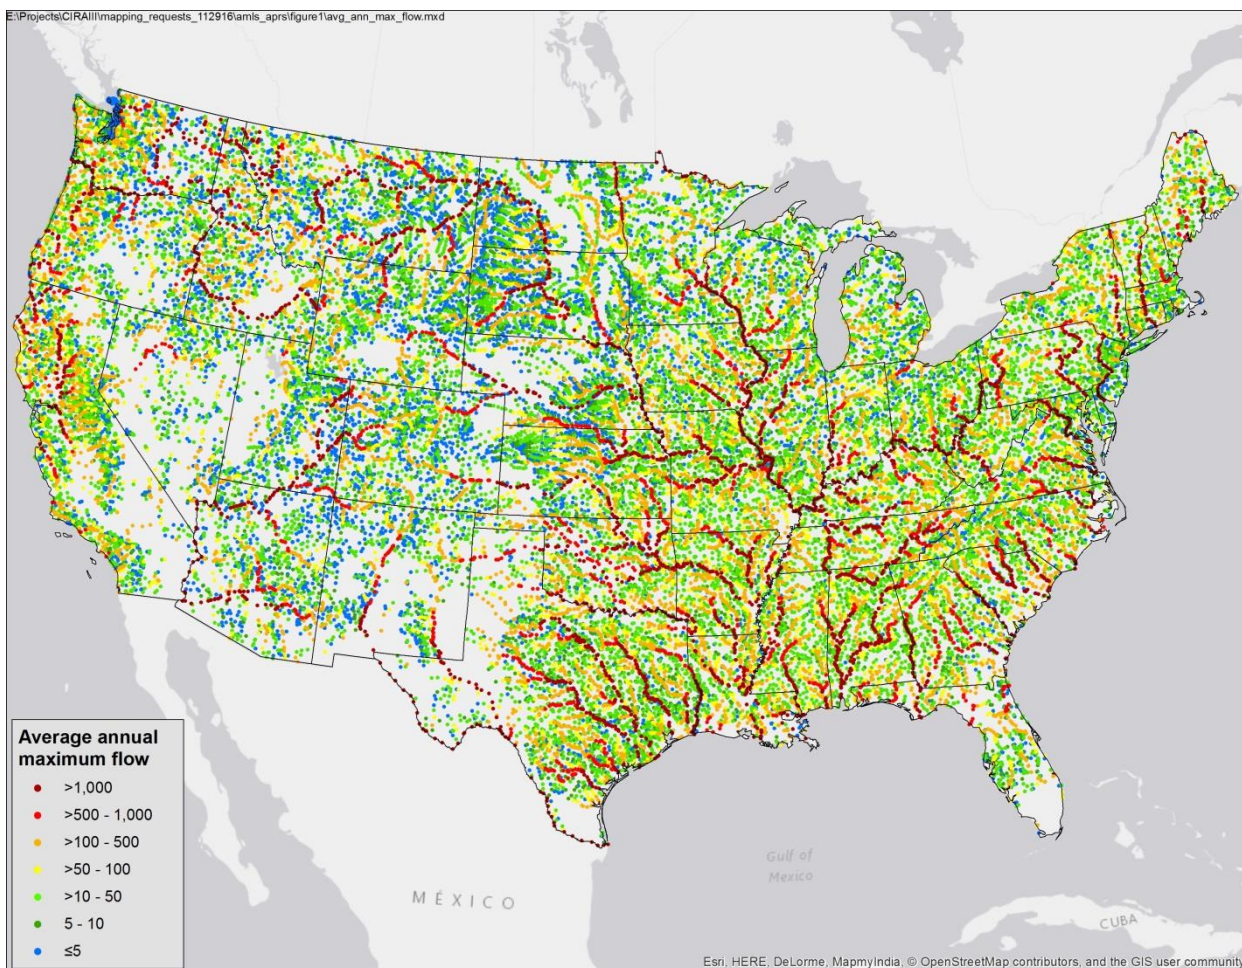 E:\Projects\CIRAIII\mapping_requests_112916\amls_aprs\figure1\avg_ann_max_flow.mxd
Gulf of
Mexico
MÉXICO
CUBA
Average annual
maximum flow
>1,000
>500 - 1,000
>100 - 500
>50 - 100
>10 - 50
5 - 10
≤5
Esri, HERE, DeLorme, MapmyIndia, © OpenStreetMap contributors, and the GIS user community